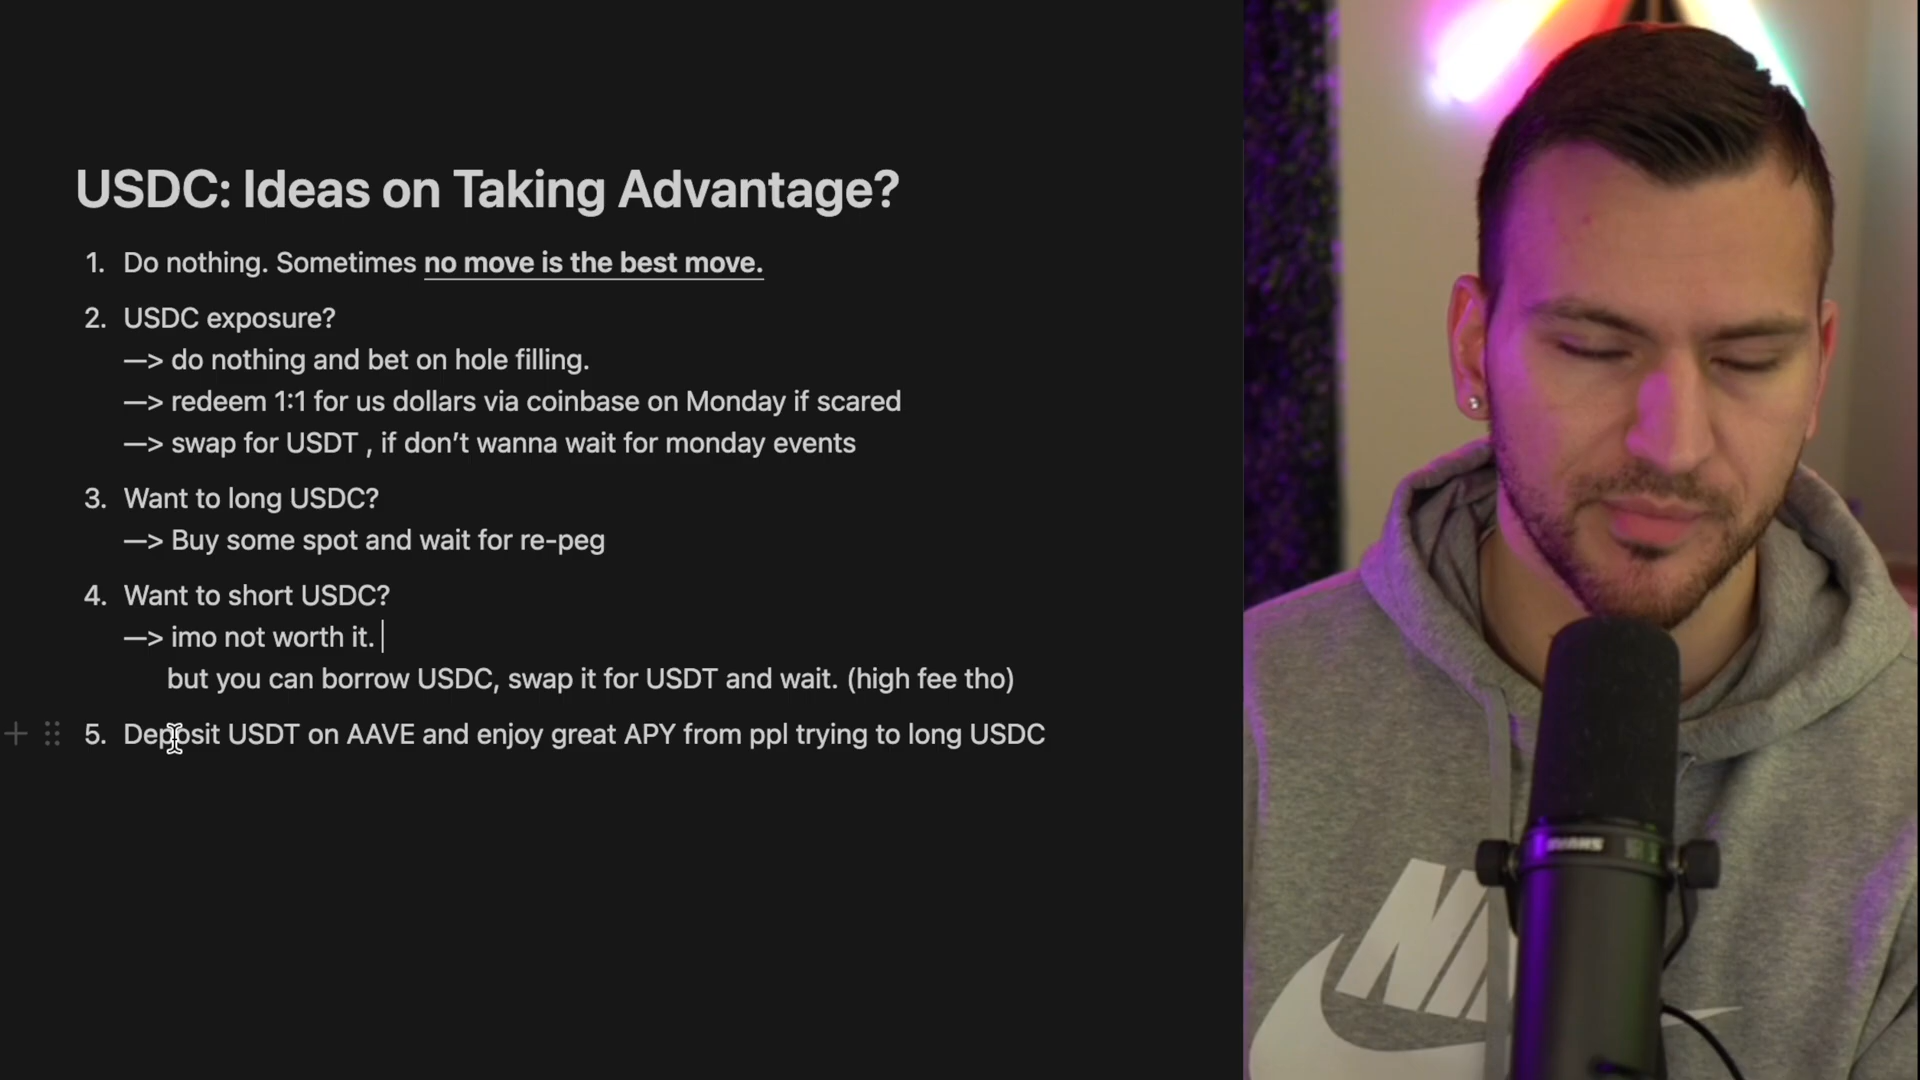 USDC: Ideas on Taking Advantage?
1. Do nothing. Sometimes no move is the best move.
2. USDC exposure?
—> do nothing and bet on hole filling.
—> redeem 1:1 for us dollars via coinbase on Monday if scared
—> swap for USDT , if don’t wanna wait for monday events
3. Want to long USDC?
—> Buy some spot and wait for re-peg
4. Want to short USDC?
—> imo not worth it.
but you can borrow USDC, swap it for USDT and wait. (high fee tho)
5. Deposit USDT on AAVE and enjoy great APY from ppl trying to long USDC